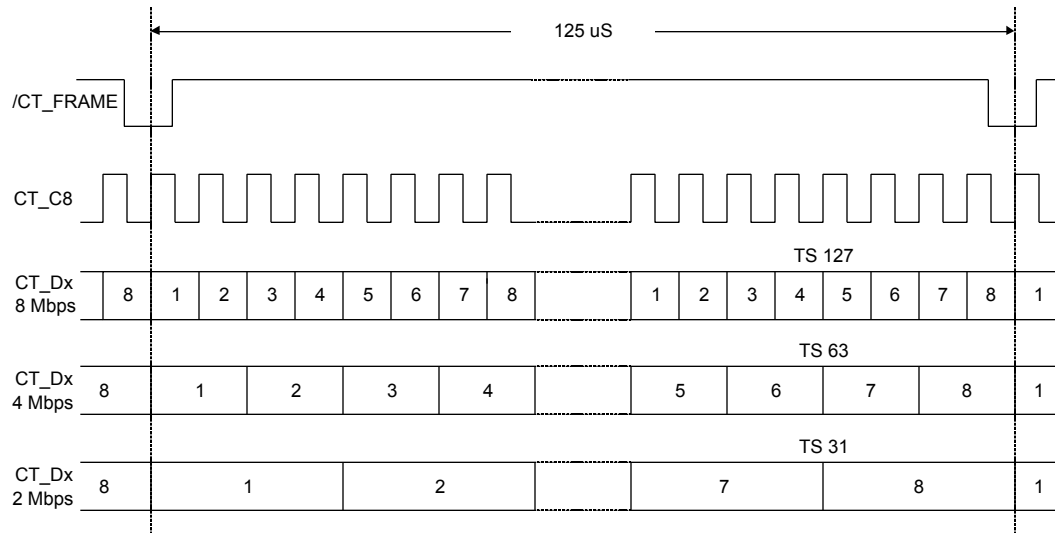 125 uS
/CT_FRAME
CT_C8
TS 127
CT_Dx
8 Mbps
8 1 2 3 4 5 6 7 8 1 2 3 4 5 6 7 8 1
TS 63
CT_Dx
4 Mbps
8 1 2 3 4 5 6 7 8 1
TS 31
CT_Dx
2 Mbps
8 1 2 7 8 1